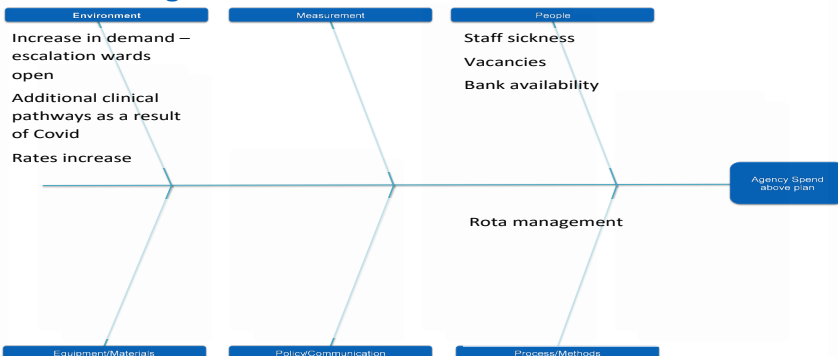 Environment
Measurement
People
Increase in demand –
escalation wards
open
Additional clinical
pathways as a result
of Covid
Rates increase
Staff sickness
Vacancies
Bank availability
Agency Spend
above plan
Rota management
Equipment/Materials
Policy/Communication
Process/Methods